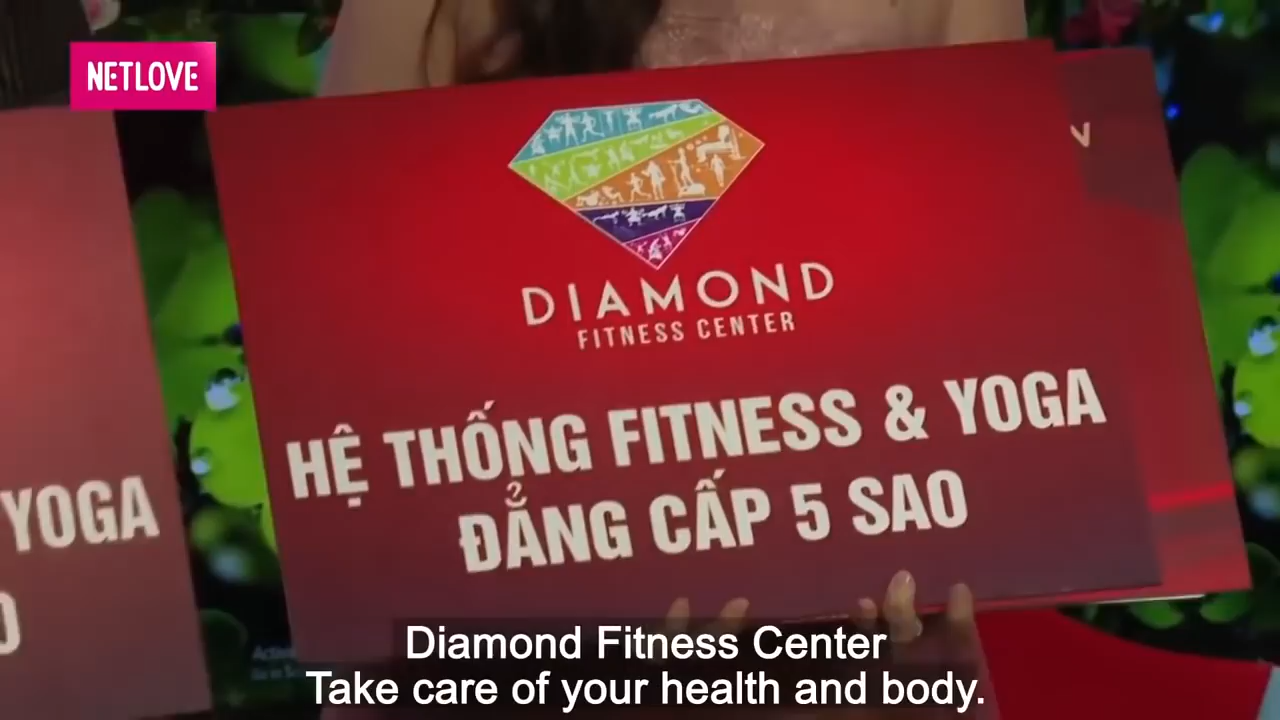 NETLOVE
DIAMOND
FITNESS CENTER
HỆ THỐNG FITNESS & YOGA
ĐẲNG CẤP 5 SAO
YOGA
Diamond Fitness Center
Take care of your health and body.